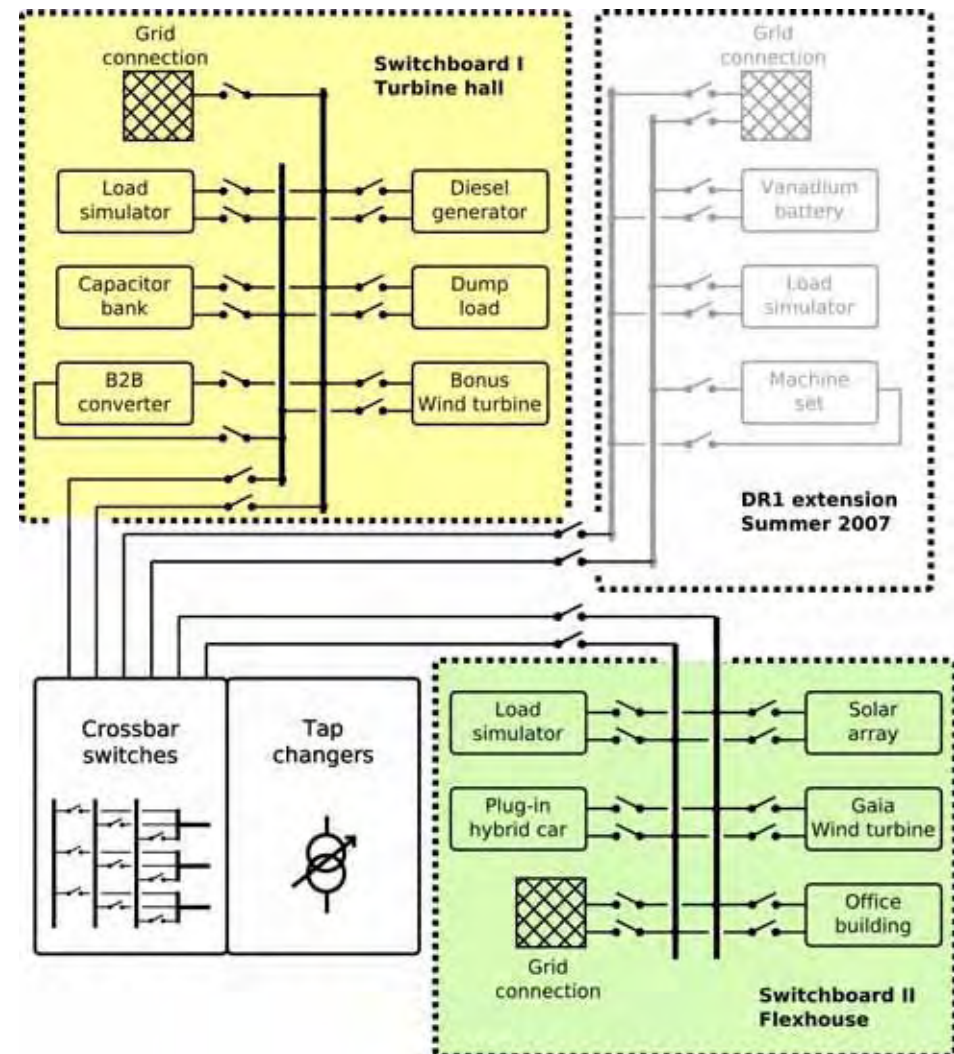 Grid
connection
Switchboard I
Turbine hall
Load
simulator
Diesel
generator
Capacitor
bank
Dump
load
B2B
converter
Bonus
Wind turbine
Grid
connection
Vanadium
battery
Load
simulator
Machine
set
DR1 extension
Summer 2007
Crossbar
switches
Tap
changers
Load
simulator
Solar
array
Plug-in
hybrid car
Gaia
Wind turbine
Grid
connection
Office
building
Switchboard II
Flexhouse